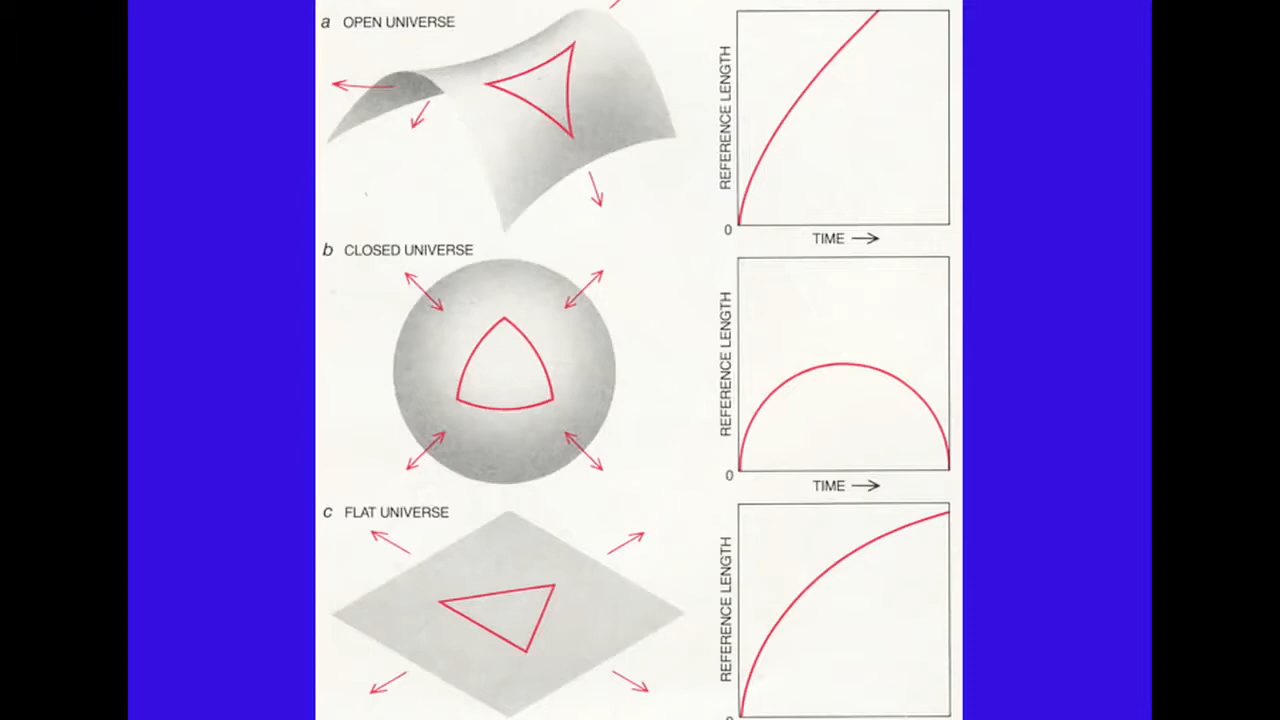 a OPEN UNIVERSE
REFERENCE LENGTH
0
TIME
b CLOSED UNIVERSE
REFERENCE LENGTH
0
TIME
c FLAT UNIVERSE
REFERENCE LENGTH